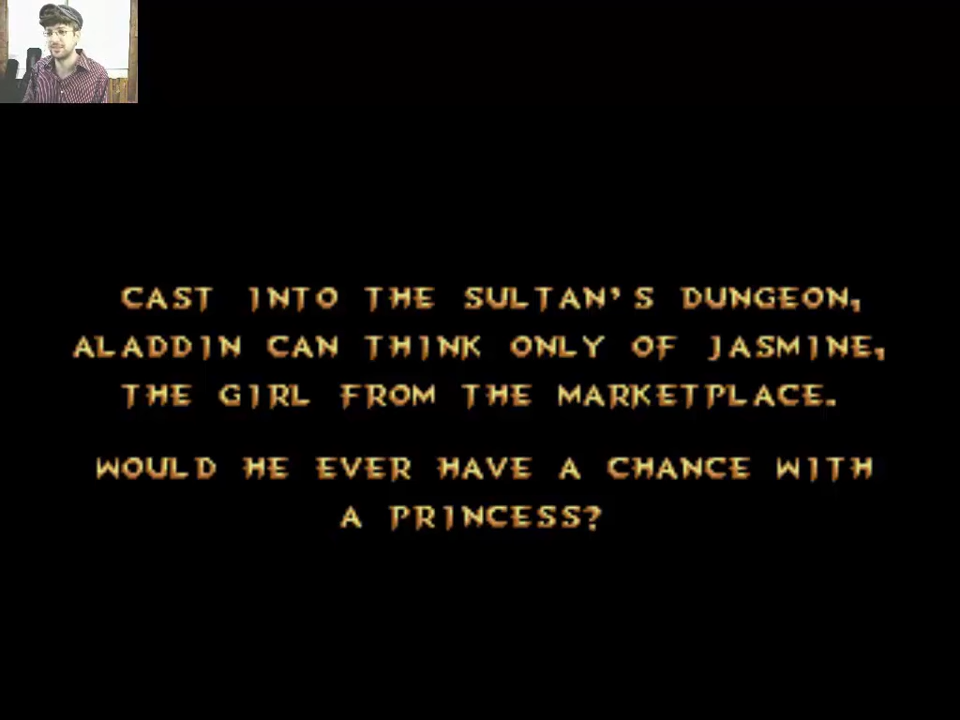 CAST INTO THE SULTAN'S DUNGEON,
ALADDIN CAN THINK ONLY OF JASMINE,
THE GIRL FROM THE MARKETPLACE.
WOULD HE EVER HAVE A CHANCE WITH
A PRINCESS?